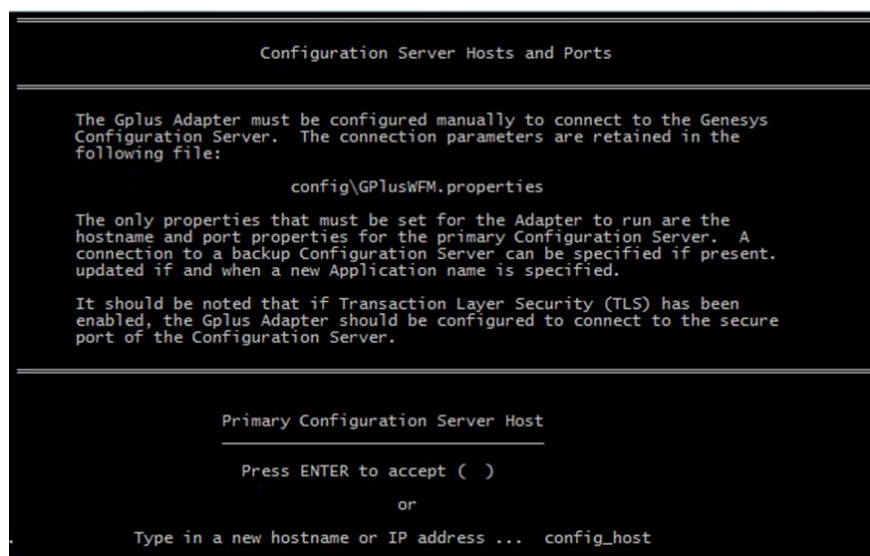 Configuration Server Hosts and Ports
The Gplus Adapter must be configured manually to connect to the Genesys
Configuration Server. The connection parameters are retained in the
following file:
config\GPlusWFM.properties
The only properties that must be set for the Adapter to run are the
hostname and port properties for the primary Configuration Server. A
connection to a backup Configuration Server can be specified if present.
updated if and when a new Application name is specified.
It should be noted that if Transaction Layer Security (TLS) has been
enabled, the Gplus Adapter should be configured to connect to the secure
port of the Configuration Server.
Primary Configuration Server Host
Press ENTER to accept ( )
or
Type in a new hostname or IP address ... config_host